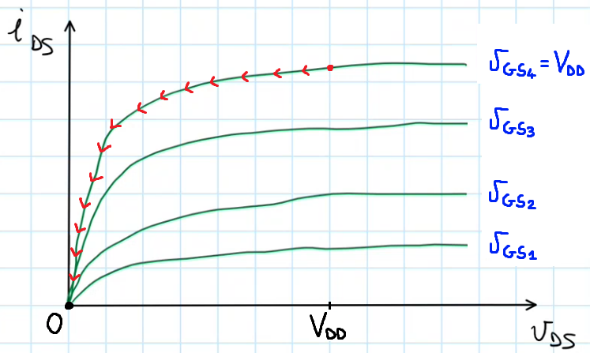 i_DS
v_GS4 = V_DD
v_GS3
v_GS2
v_GS1
0
V_DD
v_DS